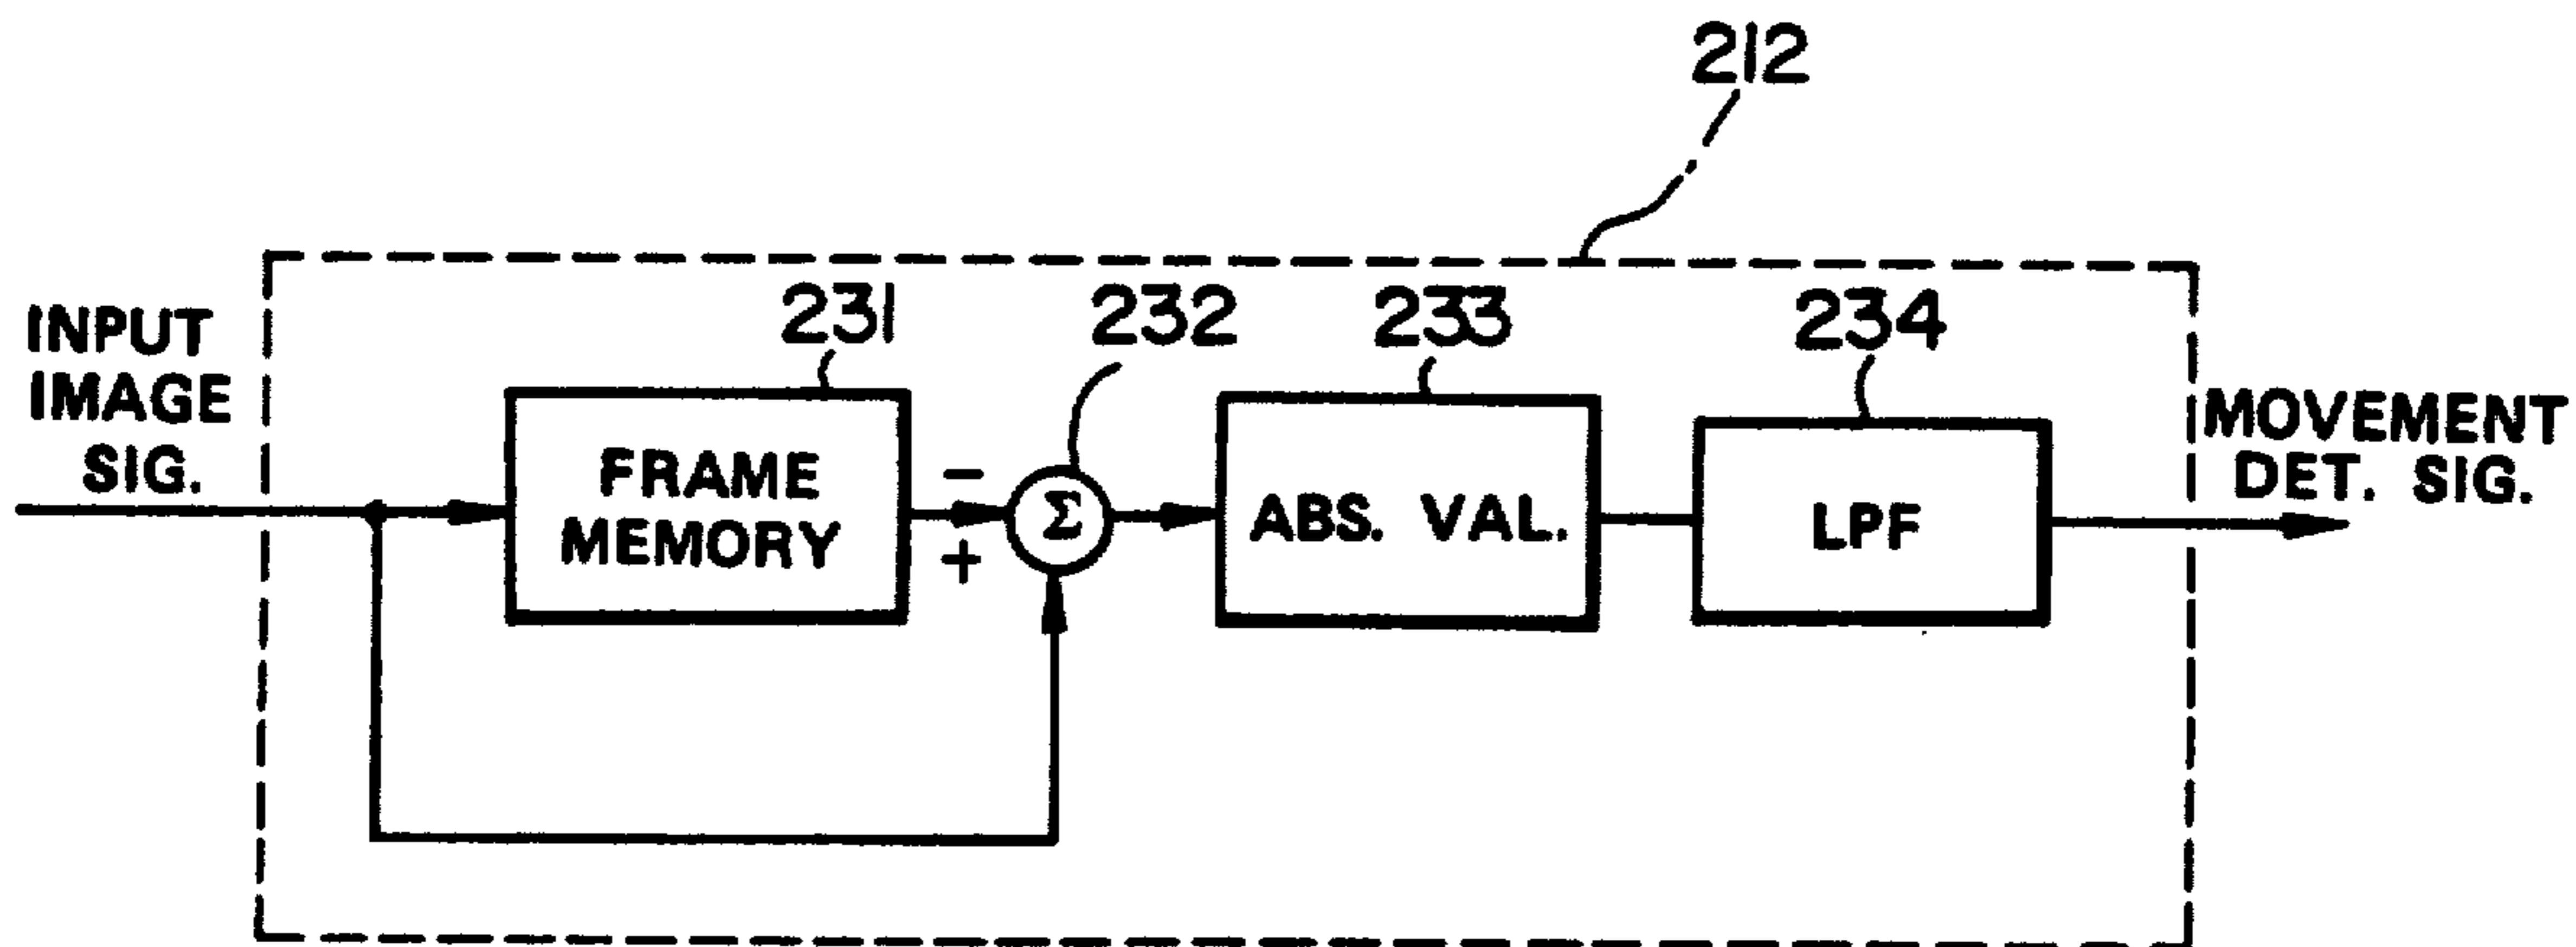 212
INPUT
IMAGE
SIG.
231
232
233
234
FRAME
MEMORY
−
+
Σ
ABS. VAL.
LPF
MOVEMENT
DET. SIG.